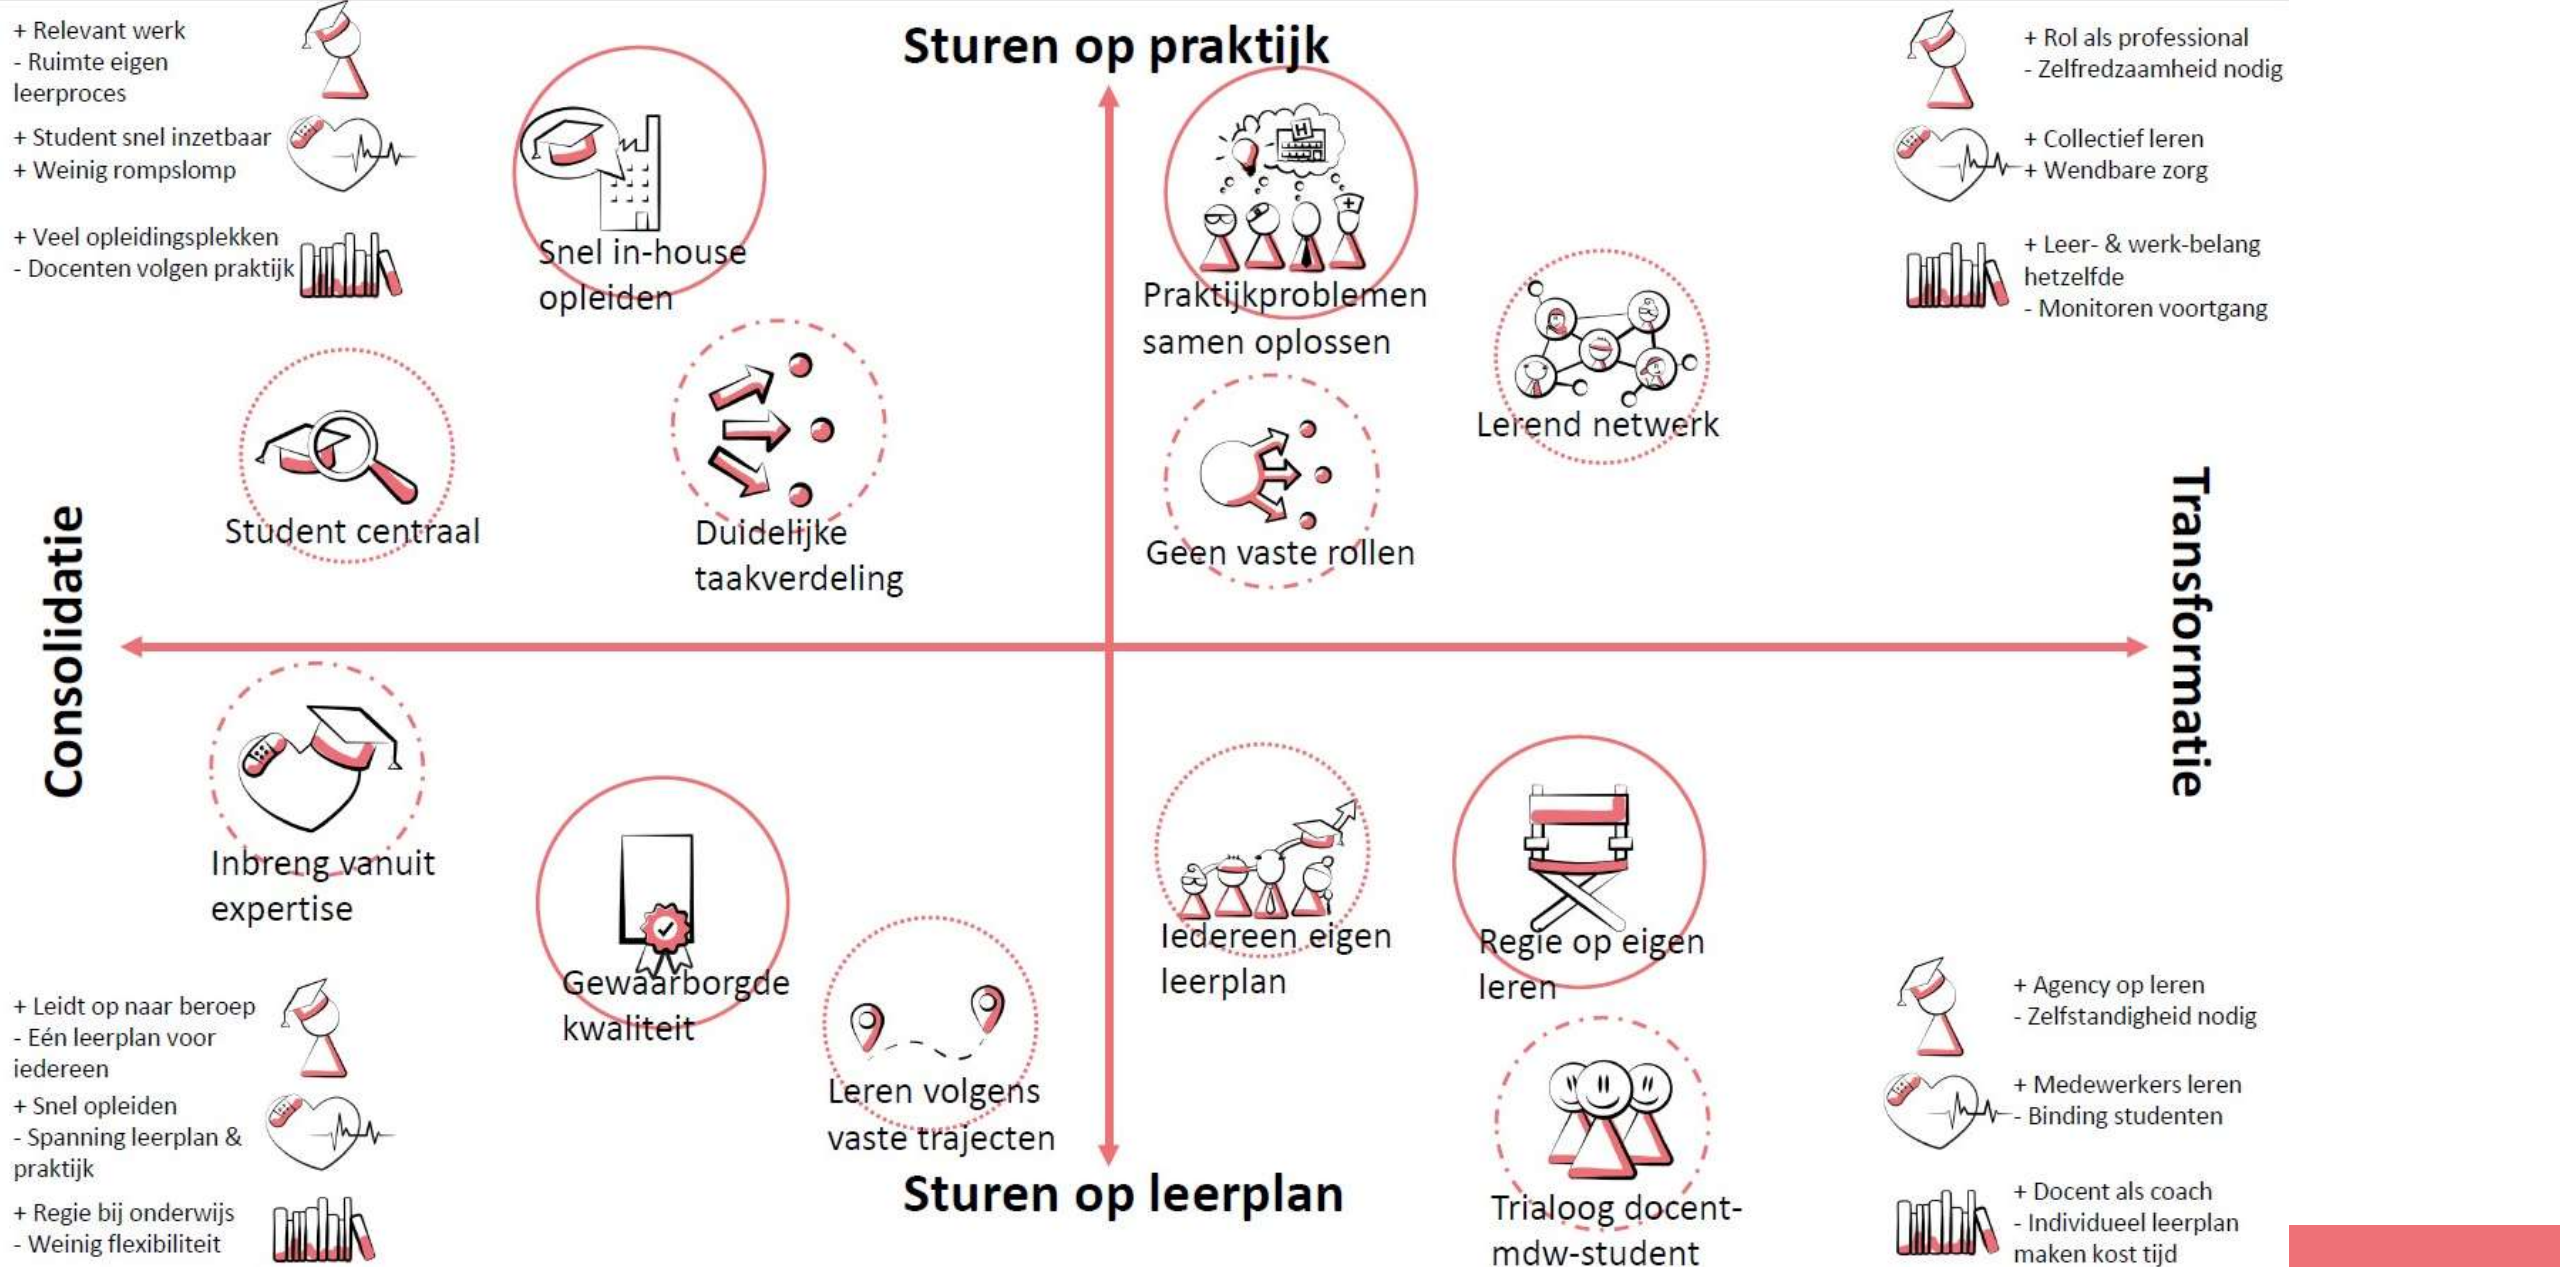 Sturen op praktijk
+ Relevant werk
- Ruimte eigen
leerproces
+ Student snel inzetbaar
+ Weinig rompslomp
+ Veel opleidingsplekken
- Docenten volgen praktijk
Snel in-house
opleiden
Student centraal
Duidelijke
taakverdeling
H
Praktijkproblemen
samen oplossen
Lerend netwerk
Geen vaste rollen
+ Rol als professional
- Zelfredzaamheid nodig
+ Collectief leren
+ Wendbare zorg
+ Leer- & werk-belang
hetzelfde
- Monitoren voortgang
Consolidatie
Transformatie
Inbreng vanuit
expertise
Gewaarborgde
kwaliteit
Leren volgens
vaste trajecten
+ Leidt op naar beroep
- Eén leerplan voor
iedereen
+ Snel opleiden
- Spanning leerplan &
praktijk
+ Regie bij onderwijs
- Weinig flexibiliteit
Iedereen eigen
leerplan
Regie op eigen
leren
Trialoog docent-
mdw-student
+ Agency op leren
- Zelfstandigheid nodig
+ Medewerkers leren
- Binding studenten
+ Docent als coach
- Individueel leerplan
maken kost tijd
Sturen op leerplan